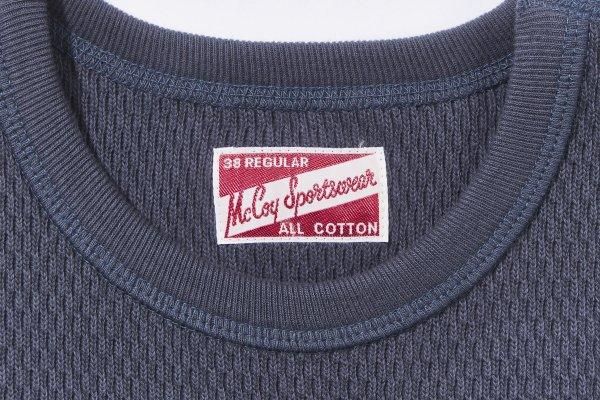 38 REGULAR
McCoy Sportswear
ALL COTTON